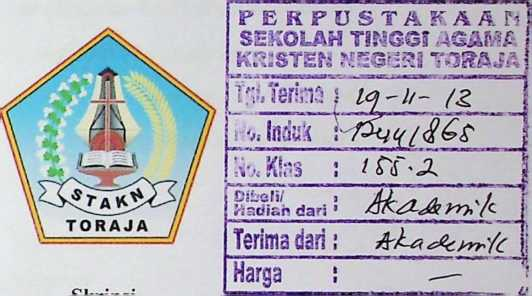 STAKN
TORAJA
PERPUSTAKAAN
SEKOLAH TINGGI AGAMA
KRISTEN NEGERI TORAJA
Tgl. Terima : 19-11-13
No. Induk :
No. Klas : 155.2
Dibeli/
Hadiah dari : Akademik
Terima dari : Akademik
Harga : —
Skripsi